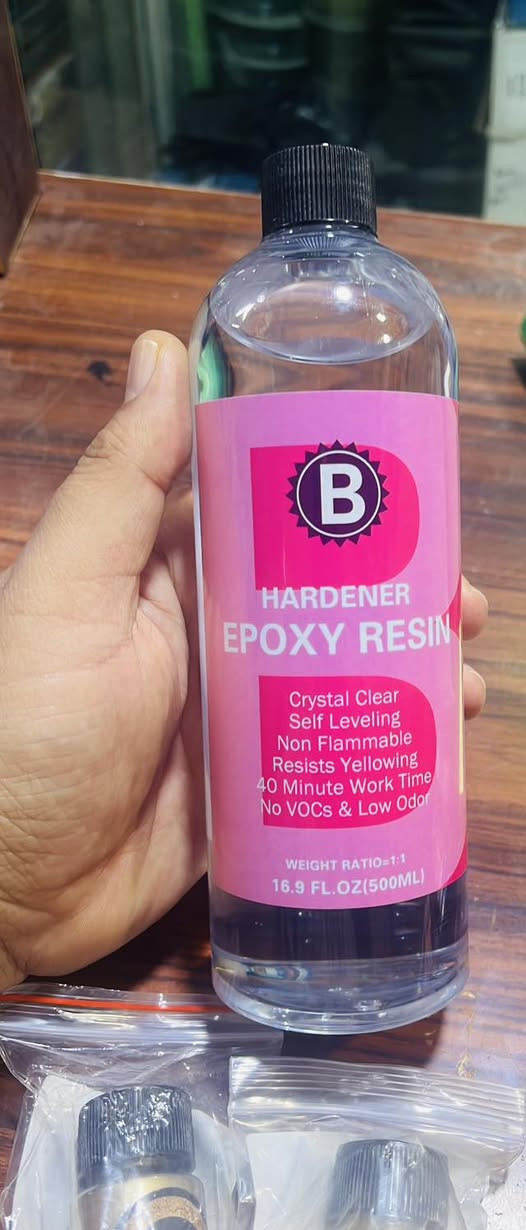 B
HARDENER
EPOXY RESIN
Crystal Clear
Self Leveling
Non Flammable
Resists Yellowing
40 Minute Work Time
No VOCs & Low Odor
WEIGHT RATIO=1:1
16.9 FL.OZ(500ML)